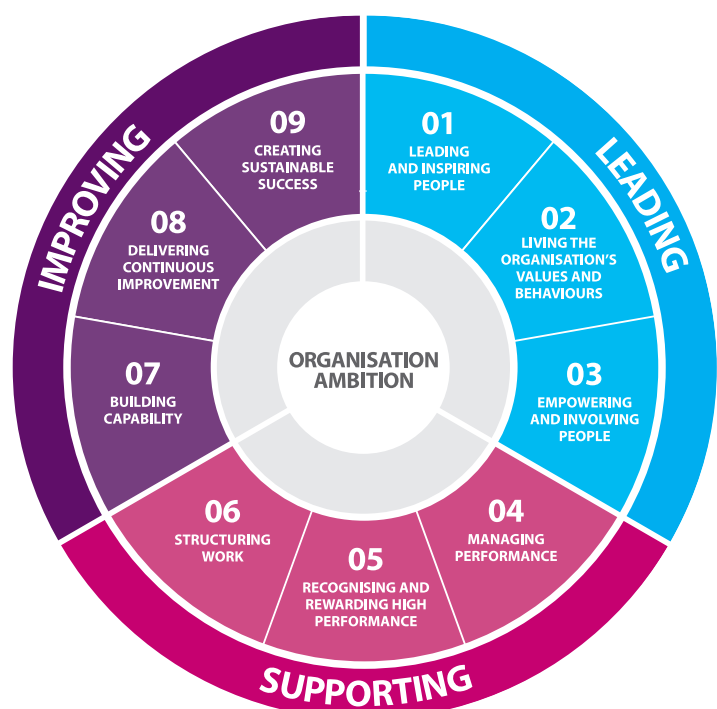 LEADING
01
LEADING
AND INSPIRING
PEOPLE
02
LIVING THE
ORGANISATION'S
VALUES AND
BEHAVIOURS
03
EMPOWERING
AND INVOLVING
PEOPLE
SUPPORTING
04
MANAGING
PERFORMANCE
05
RECOGNISING AND
REWARDING HIGH
PERFORMANCE
06
STRUCTURING
WORK
IMPROVING
07
BUILDING
CAPABILITY
08
DELIVERING
CONTINUOUS
IMPROVEMENT
09
CREATING
SUSTAINABLE
SUCCESS
ORGANISATION
AMBITION